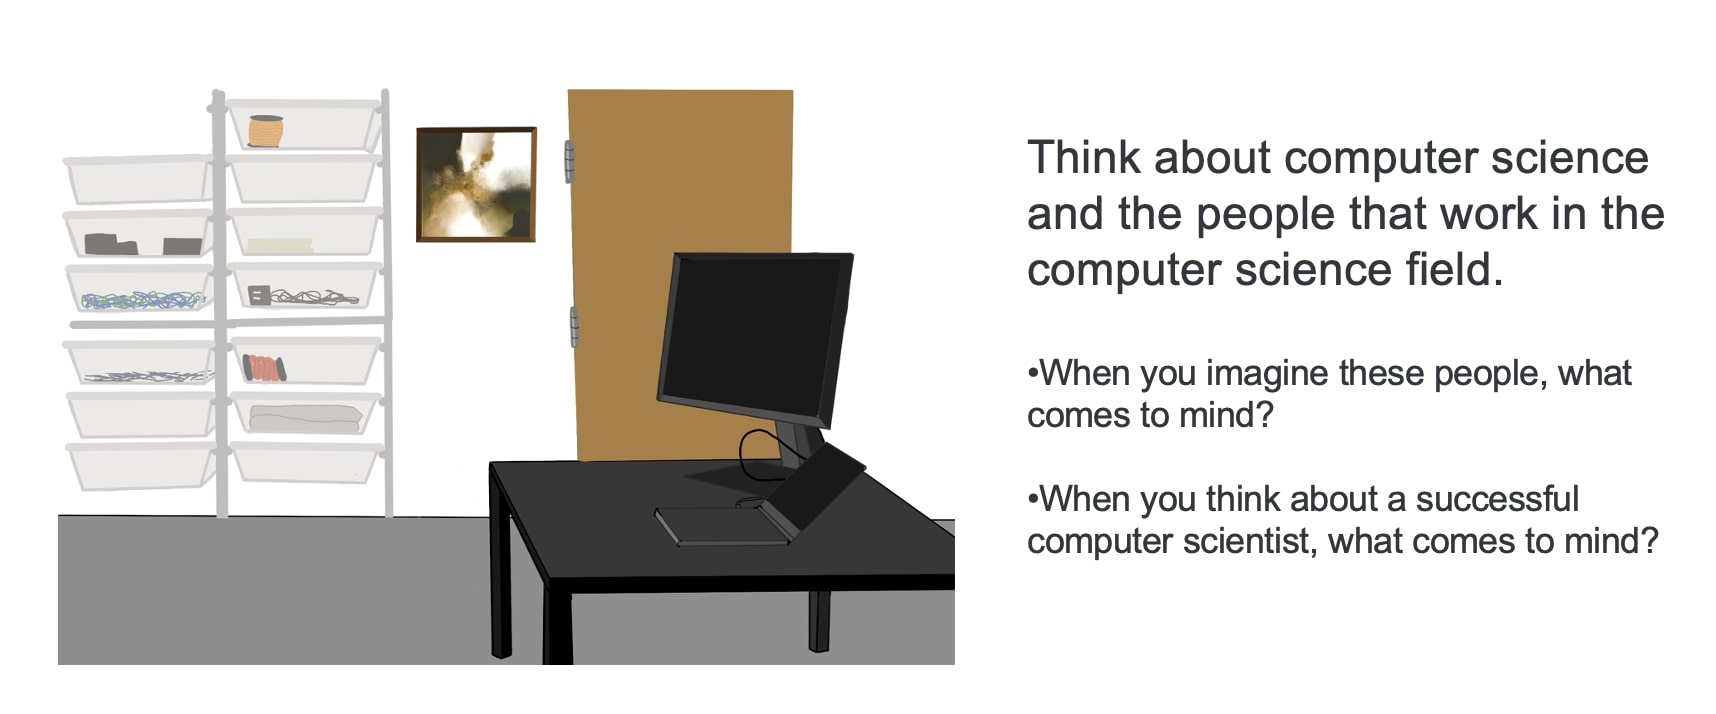 Think about computer science
and the people that work in the
computer science field.
•When you imagine these people, what
comes to mind?
•When you think about a successful
computer scientist, what comes to mind?